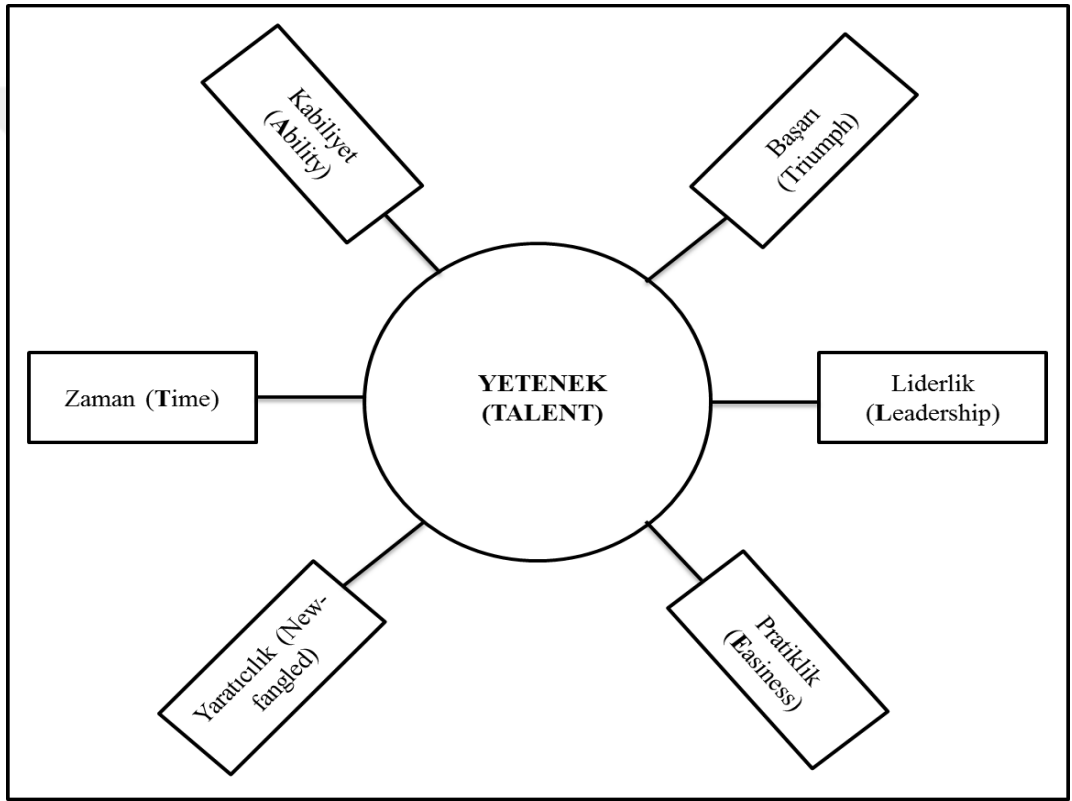 Kabiliyet
(Ability)
Başarı
(Triumph)
Zaman (Time)
YETENEK
(TALENT)
Liderlik
(Leadership)
Yaratıcılık (New-
fangled)
Pratiklik
(Easiness)